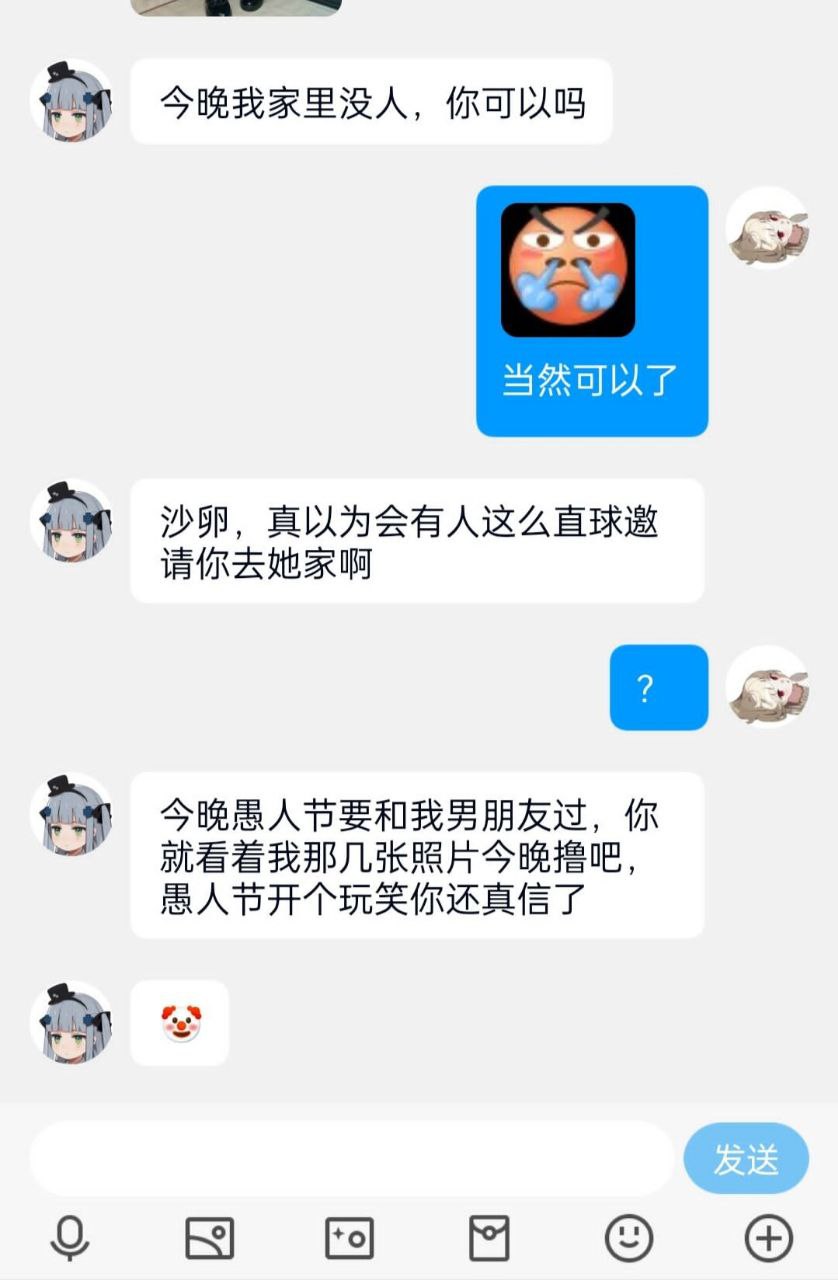 今晚我家里没人，你可以吗
当然可以了
沙卵，真以为会有人这么直球邀
请你去她家啊
？
今晚愚人节要和我男朋友过，你
就看着我那几张照片今晚撸吧，
愚人节开个玩笑你还真信了
发送